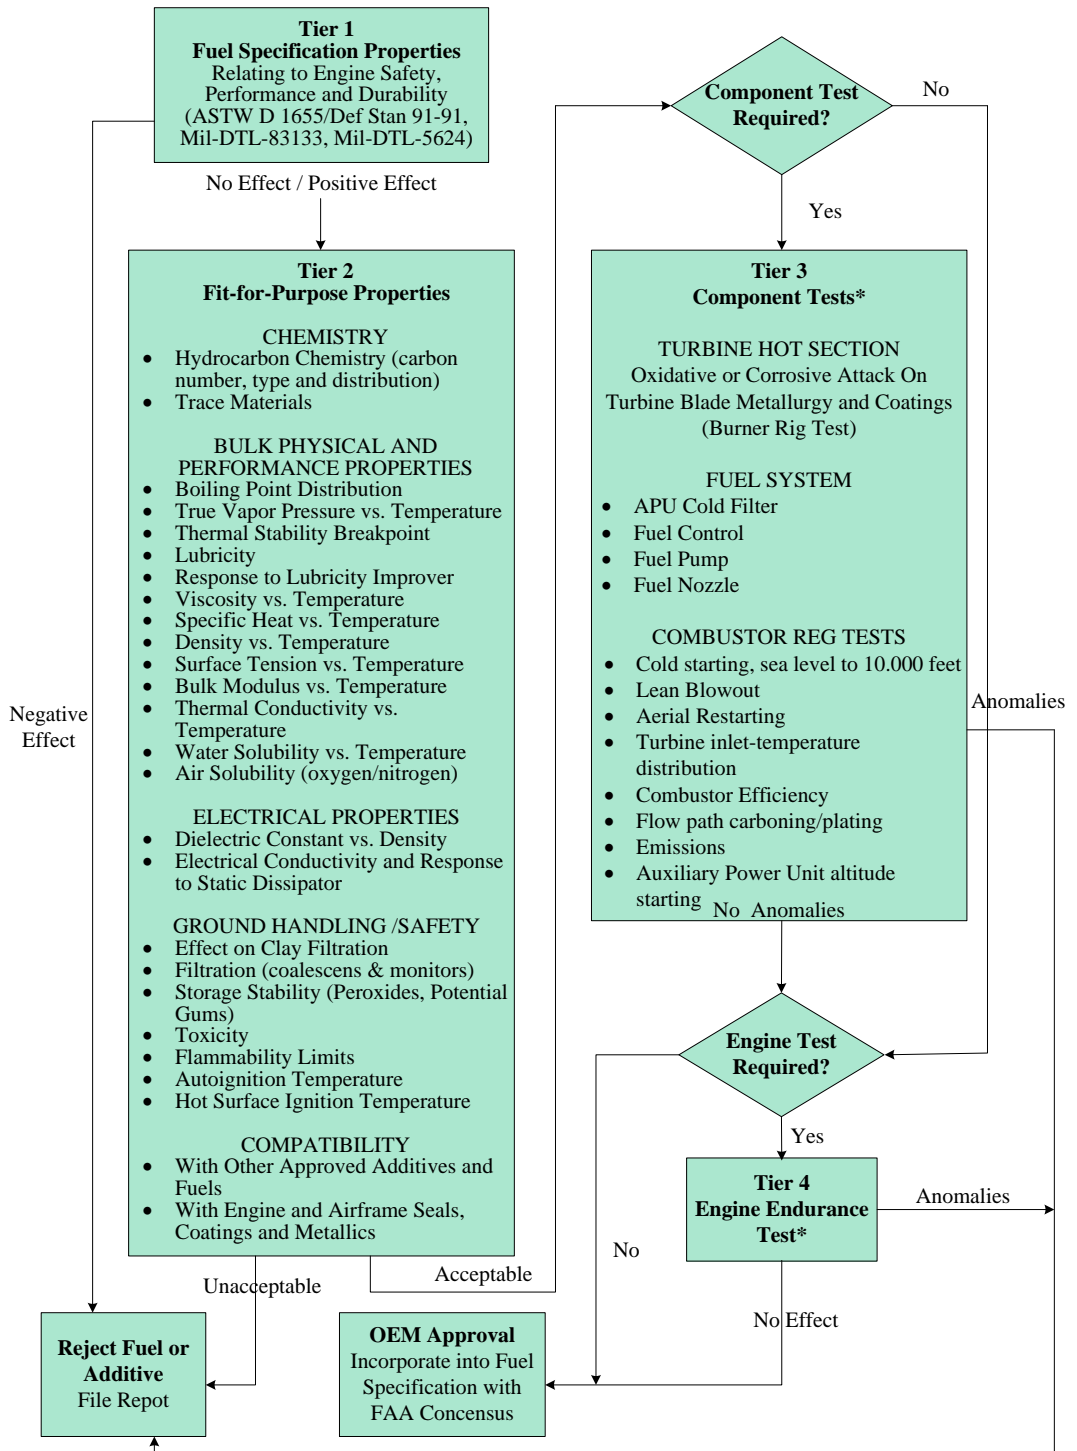 Tier 1
Fuel Specification Properties
Relating to Engine Safety,
Performance and Durability
(ASTW D 1655/Def Stan 91-91,
Mil-DTL-83133, Mil-DTL-5624)
No Effect / Positive Effect
Negative
Effect
Tier 2
Fit-for-Purpose Properties
CHEMISTRY
• Hydrocarbon Chemistry (carbon
number, type and distribution)
• Trace Materials
BULK PHYSICAL AND
PERFORMANCE PROPERTIES
• Boiling Point Distribution
• True Vapor Pressure vs. Temperature
• Thermal Stability Breakpoint
• Lubricity
• Response to Lubricity Improver
• Viscosity vs. Temperature
• Specific Heat vs. Temperature
• Density vs. Temperature
• Surface Tension vs. Temperature
• Bulk Modulus vs. Temperature
• Thermal Conductivity vs.
Temperature
• Water Solubility vs. Temperature
• Air Solubility (oxygen/nitrogen)
ELECTRICAL PROPERTIES
• Dielectric Constant vs. Density
• Electrical Conductivity and Response
to Static Dissipator
GROUND HANDLING /SAFETY
• Effect on Clay Filtration
• Filtration (coalescens & monitors)
• Storage Stability (Peroxides, Potential
Gums)
• Toxicity
• Flammability Limits
• Autoignition Temperature
• Hot Surface Ignition Temperature
COMPATIBILITY
• With Other Approved Additives and
Fuels
• With Engine and Airframe Seals,
Coatings and Metallics
Unacceptable
Acceptable
Reject Fuel or
Additive
File Repot
Component Test
Required?
No
Yes
Tier 3
Component Tests*
TURBINE HOT SECTION
Oxidative or Corrosive Attack On
Turbine Blade Metallurgy and Coatings
(Burner Rig Test)
FUEL SYSTEM
• APU Cold Filter
• Fuel Control
• Fuel Pump
• Fuel Nozzle
COMBUSTOR REG TESTS
• Cold starting, sea level to 10.000 feet
• Lean Blowout
• Aerial Restarting
• Turbine inlet-temperature
distribution
• Combustor Efficiency
• Flow path carboning/plating
• Emissions
• Auxiliary Power Unit altitude
starting
Anomalies
No Anomalies
Engine Test
Required?
Yes
No
Tier 4
Engine Endurance
Test*
Anomalies
No Effect
OEM Approval
Incorporate into Fuel
Specification with
FAA Concensus